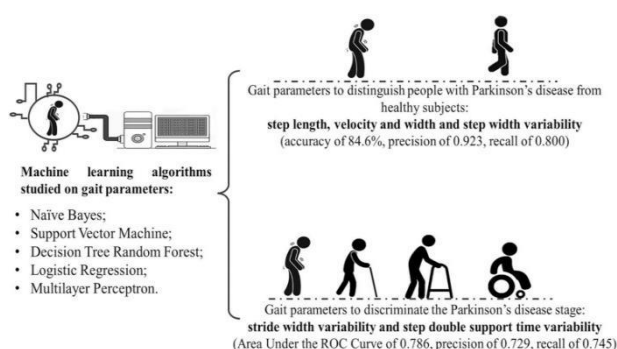 Machine learning algorithms
studied on gait parameters:
• Naïve Bayes;
• Support Vector Machine;
• Decision Tree Random Forest;
• Logistic Regression;
• Multilayer Perceptron.
Gait parameters to distinguish people with Parkinson's disease from
healthy subjects:
step length, velocity and width and step width variability
(accuracy of 84.6%, precision of 0.923, recall of 0.800)
Gait parameters to discriminate the Parkinson's disease stage:
stride width variability and step double support time variability
(Area Under the ROC Curve of 0.786, precision of 0.729, recall of 0.745)